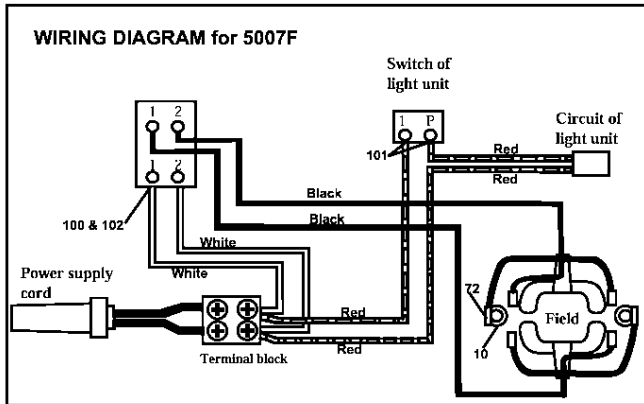 WIRING DIAGRAM for 5007F
Switch of
light unit
1 2
1 P
Circuit of
light unit
101
Red
Red
1 2
Black
Black
100 & 102
White
White
Power supply
cord
72
Red
Field
10
Red
Terminal block